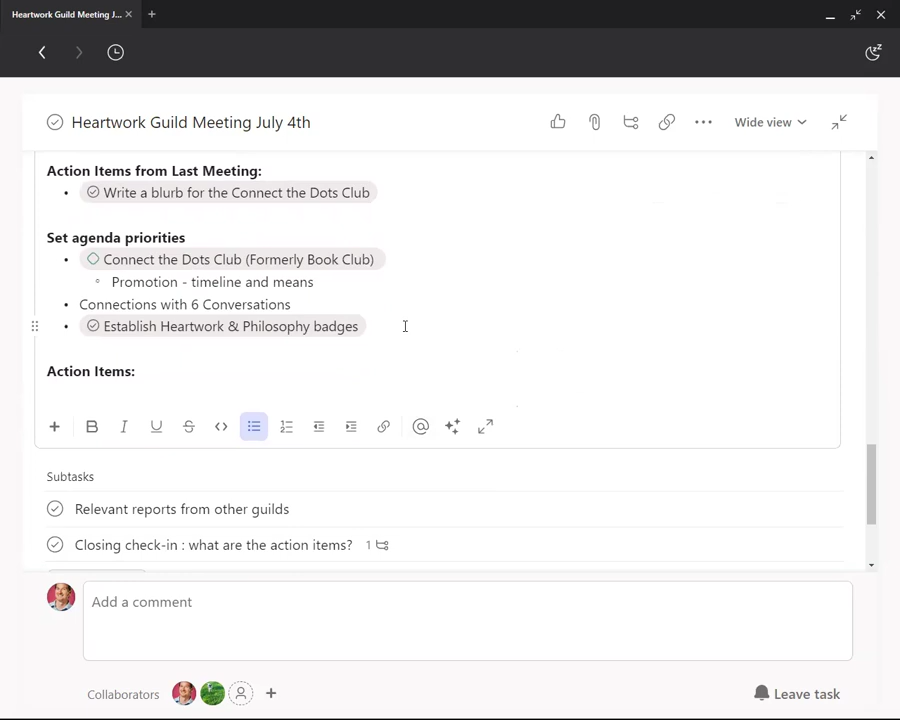 Heartwork Guild Meeting J...
Heartwork Guild Meeting July 4th
Wide view
Action Items from Last Meeting:
Write a blurb for the Connect the Dots Club
Set agenda priorities
Connect the Dots Club (Formerly Book Club)
Promotion - timeline and means
Connections with 6 Conversations
Establish Heartwork & Philosophy badges
Action Items:
Subtasks
Relevant reports from other guilds
Closing check-in : what are the action items? 1
Add a comment
Collaborators
Leave task